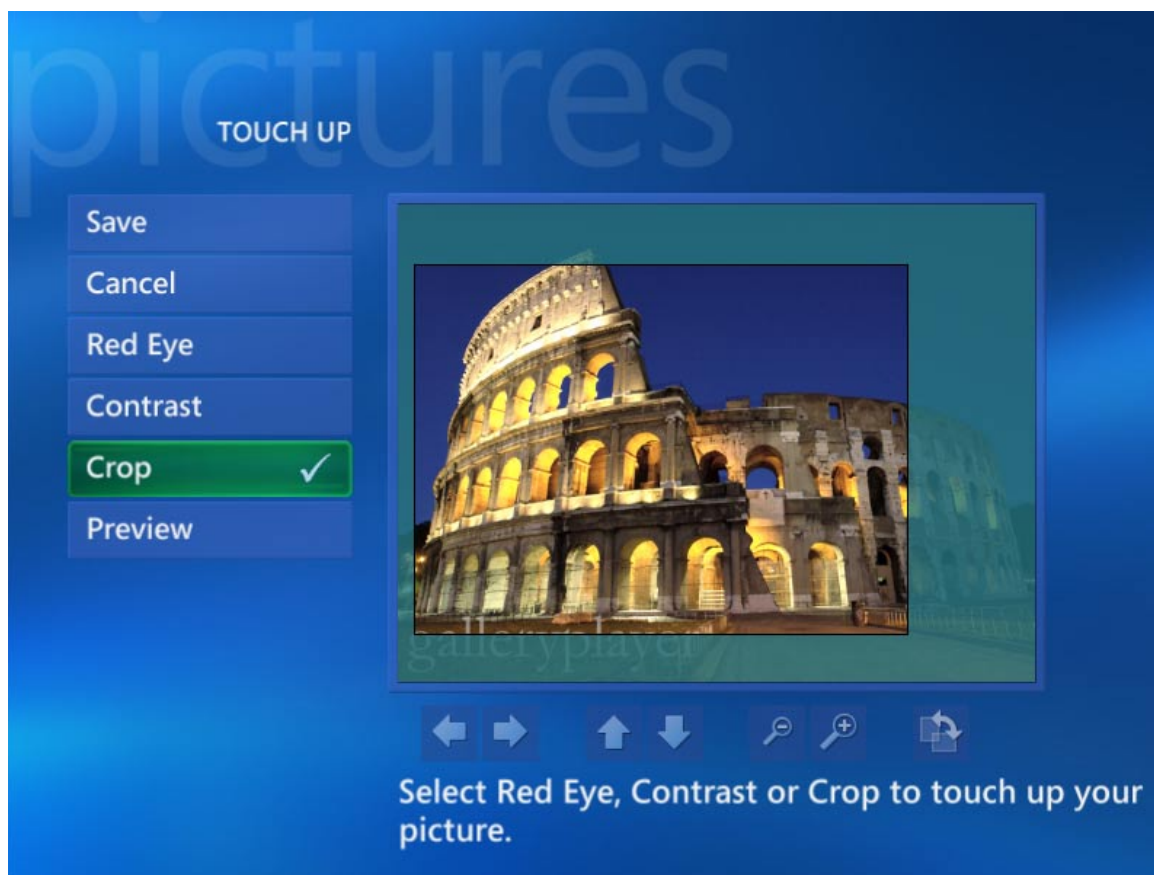 pictures
TOUCH UP
Save
Cancel
Red Eye
Contrast
Crop
Preview
galleryplayer
Select Red Eye, Contrast or Crop to touch up your
picture.